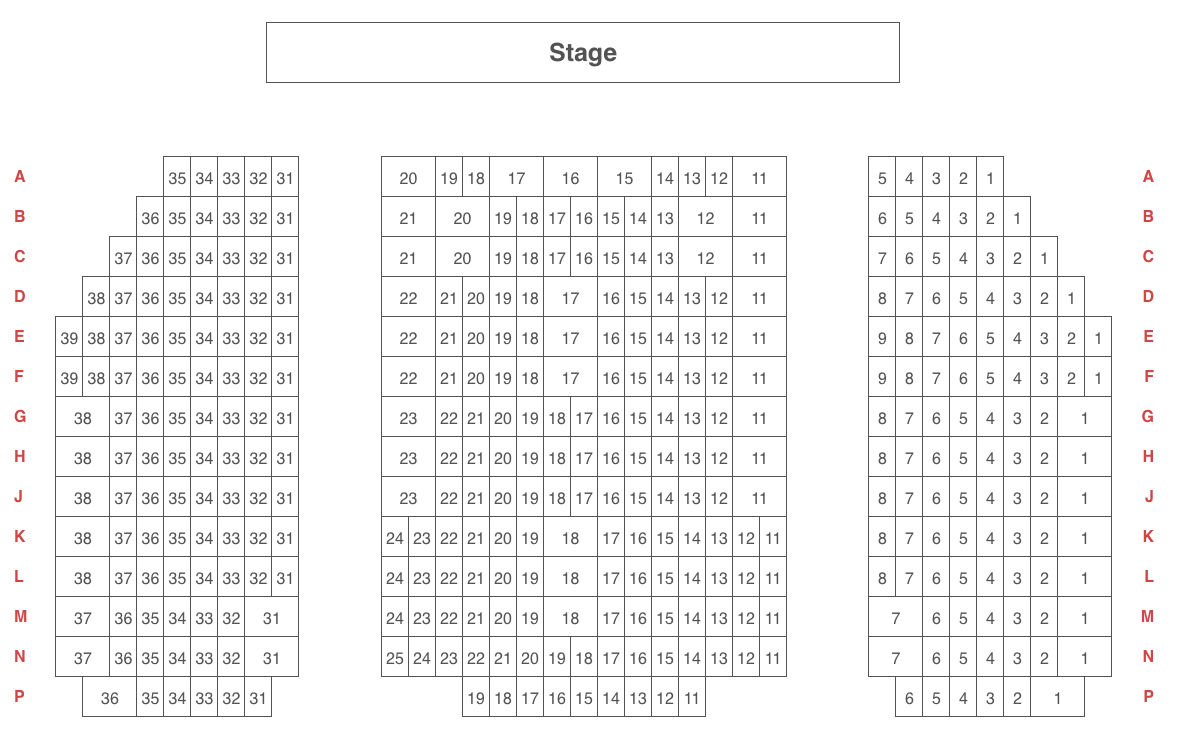 Stage
A 35 34 33 32 31 20 19 18 17 16 15 14 13 12 11 5 4 3 2 1 A
B 36 35 34 33 32 31 21 20 19 18 17 16 15 14 13 12 11 6 5 4 3 2 1 B
C 37 36 35 34 33 32 31 21 20 19 18 17 16 15 14 13 12 11 7 6 5 4 3 2 1 C
D 38 37 36 35 34 33 32 31 22 21 20 19 18 17 16 15 14 13 12 11 8 7 6 5 4 3 2 1 D
E 39 38 37 36 35 34 33 32 31 22 21 20 19 18 17 16 15 14 13 12 11 9 8 7 6 5 4 3 2 1 E
F 39 38 37 36 35 34 33 32 31 22 21 20 19 18 17 16 15 14 13 12 11 9 8 7 6 5 4 3 2 1 F
G 38 37 36 35 34 33 32 31 23 22 21 20 19 18 17 16 15 14 13 12 11 8 7 6 5 4 3 2 1 G
H 38 37 36 35 34 33 32 31 23 22 21 20 19 18 17 16 15 14 13 12 11 8 7 6 5 4 3 2 1 H
J 38 37 36 35 34 33 32 31 23 22 21 20 19 18 17 16 15 14 13 12 11 8 7 6 5 4 3 2 1 J
K 38 37 36 35 34 33 32 31 24 23 22 21 20 19 18 17 16 15 14 13 12 11 8 7 6 5 4 3 2 1 K
L 38 37 36 35 34 33 32 31 24 23 22 21 20 19 18 17 16 15 14 13 12 11 8 7 6 5 4 3 2 1 L
M 37 36 35 34 33 32 31 24 23 22 21 20 19 18 17 16 15 14 13 12 11 7 6 5 4 3 2 1 M
N 37 36 35 34 33 32 31 25 24 23 22 21 20 19 18 17 16 15 14 13 12 11 7 6 5 4 3 2 1 N
P 36 35 34 33 32 31 19 18 17 16 15 14 13 12 11 6 5 4 3 2 1 P